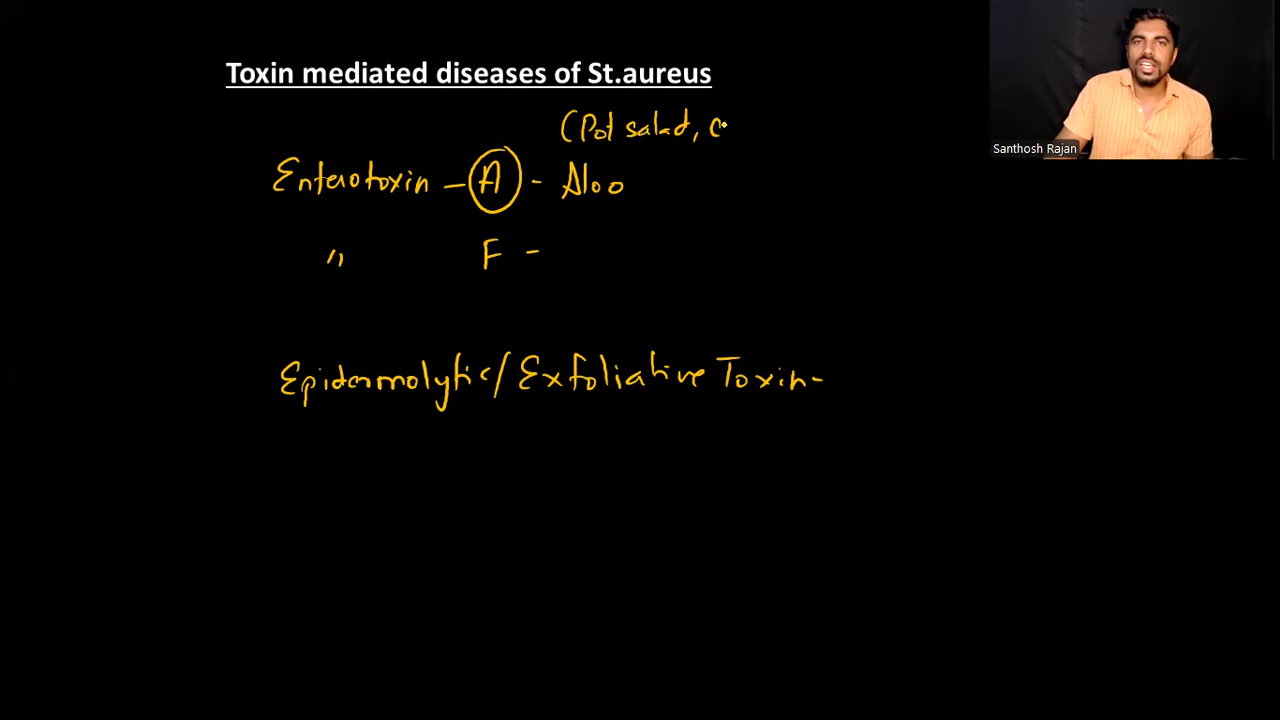 Toxin mediated diseases of St.aureus
(Pot salad, c
Enterotoxin - A - Aloo
" F -
Epidermolytic/Exfoliative Toxin-
Santhosh Rajan